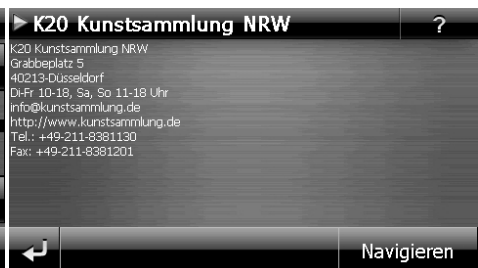 K20 Kunstsammlung NRW ?
K20 Kunstsammlung NRW
Grabbeplatz 5
40213-Düsseldorf
Di-Fr 10-18, Sa, So 11-18 Uhr
info@kunstsammlung.de
http://www.kunstsammlung.de
Tel.: +49-211-8381130
Fax: +49-211-8381201
Navigieren